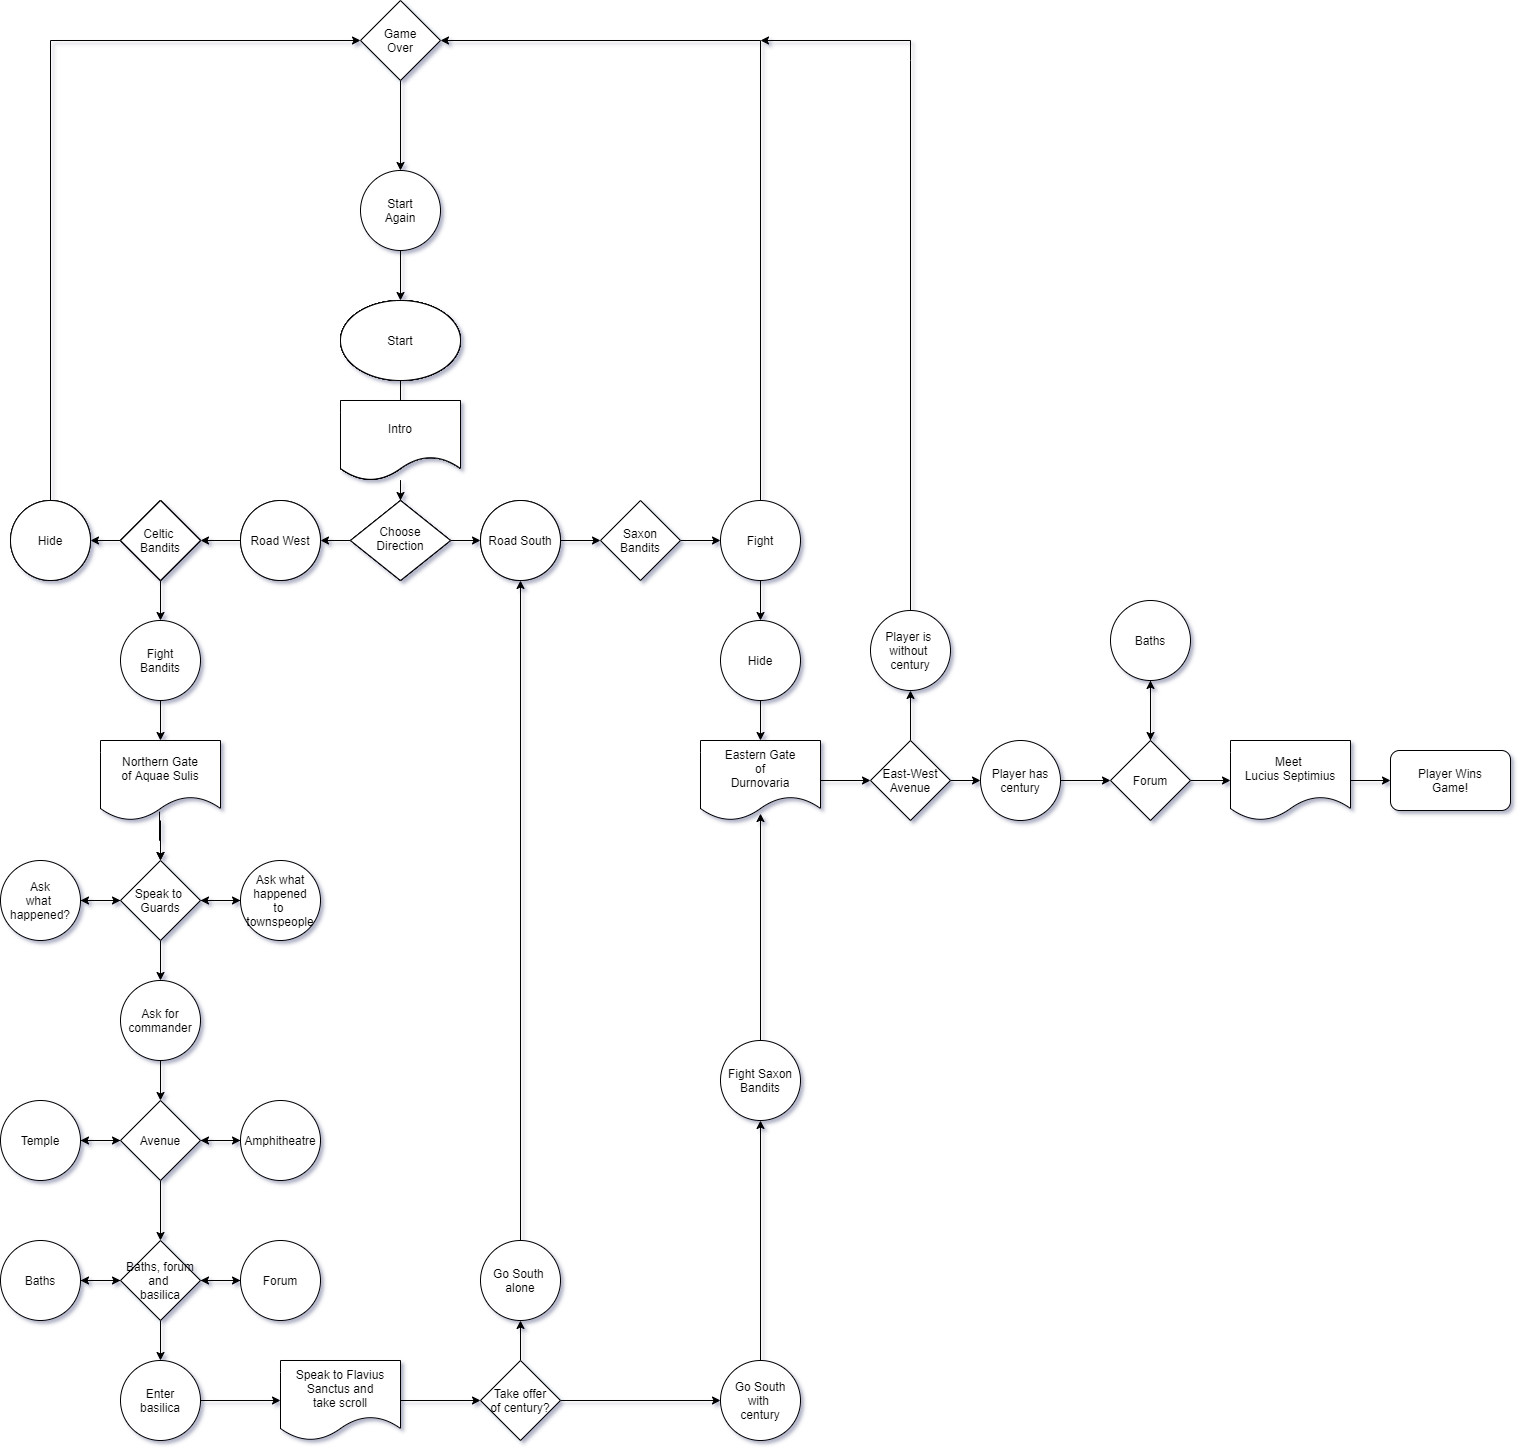 Game
Over
Start
Again
Start
Intro
Hide
Celtic
Bandits
Road West
Choose
Direction
Road South
Saxon
Bandits
Fight
Fight
Bandits
Hide
Player is
without
century
Baths
Northern Gate
of Aquae Sulis
Eastern Gate
of
Durnovaria
East-West
Avenue
Player has
century
Forum
Meet
Lucius Septimius
Player Wins
Game!
Ask
what
happened?
Speak to
Guards
Ask what
happened
to
townspeople
Ask for
commander
Fight Saxon
Bandits
Temple
Avenue
Amphitheatre
Baths
Baths, forum
and
basilica
Forum
Go South
alone
Enter
basilica
Speak to Flavius
Sanctus and
take scroll
Take offer
of century?
Go South
with
century